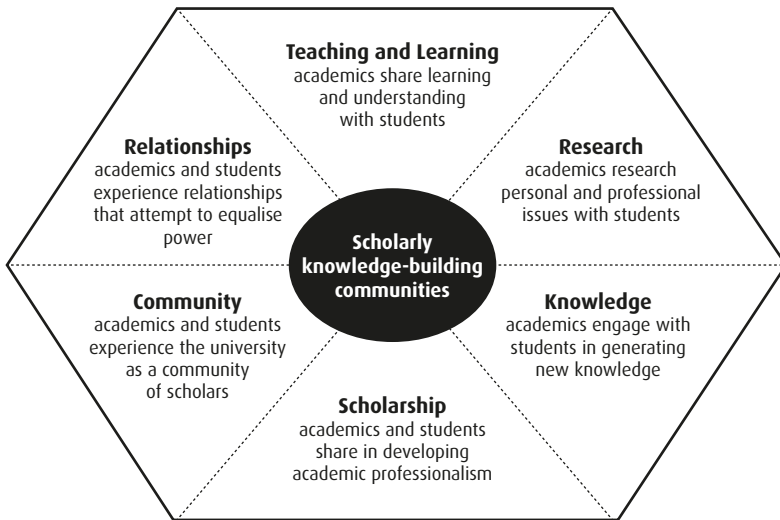 Teaching and Learning
academics share learning
and understanding
with students
Relationships
academics and students
experience relationships
that attempt to equalise
power
Research
academics research
personal and professional
issues with students
Scholarly
knowledge-building
communities
Community
academics and students
experience the university
as a community
of scholars
Knowledge
academics engage with
students in generating
new knowledge
Scholarship
academics and students
share in developing
academic professionalism